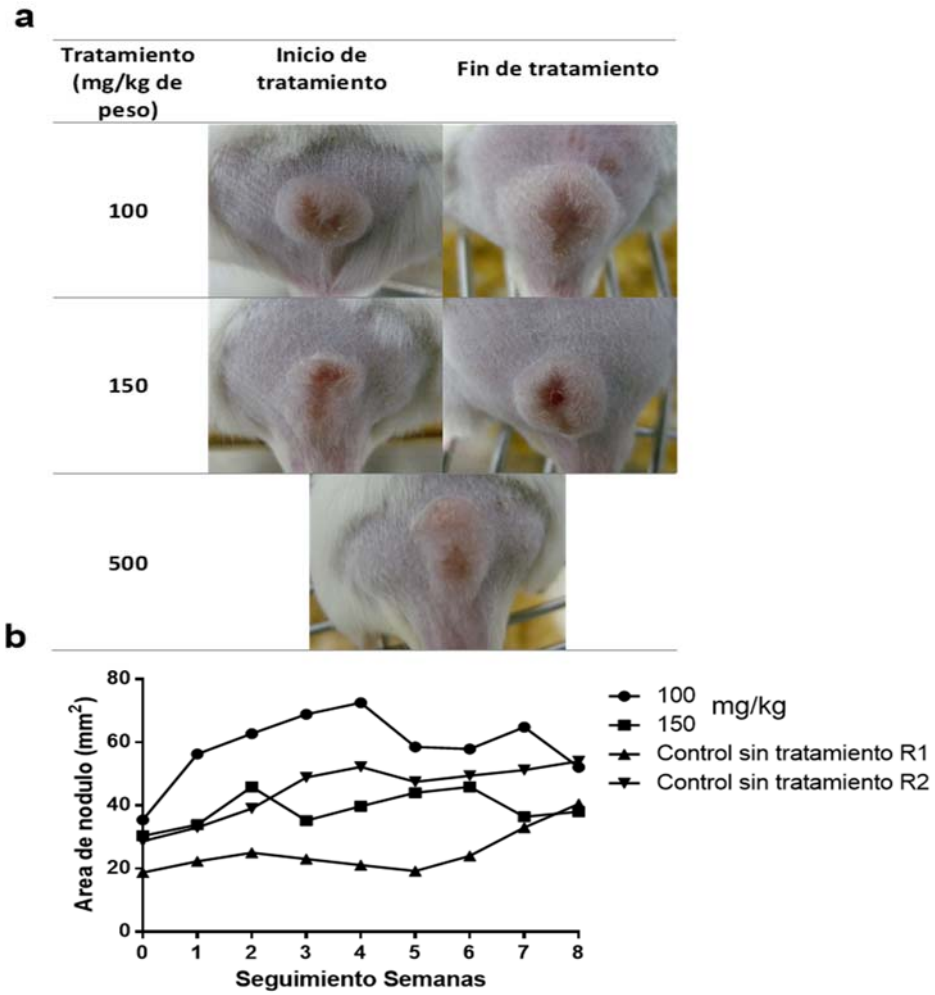 a
Tratamiento
(mg/kg de
peso)
Inicio de
tratamiento
Fin de tratamiento
100
150
500
b
80
60
40
20
0
Area de nodulo (mm²)
0 1 2 3 4 5 6 7 8
Seguimiento Semanas
100
150
mg/kg
Control sin tratamiento R1
Control sin tratamiento R2